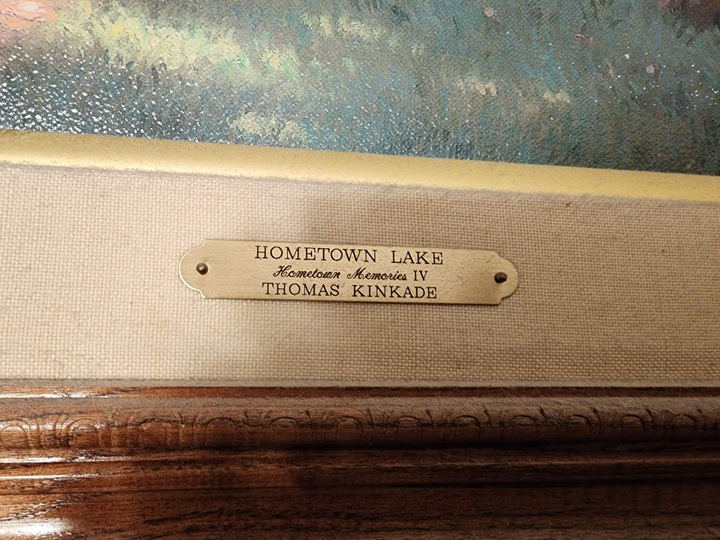 HOMETOWN LAKE
Hometown Memories IV
THOMAS KINKADE